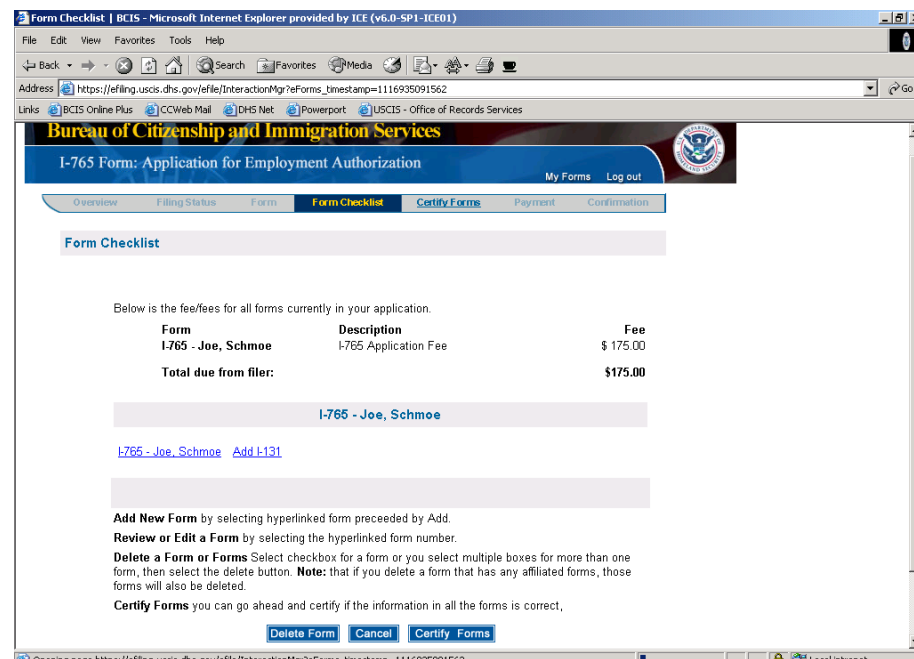 Form Checklist | BCIS - Microsoft Internet Explorer provided by ICE (v6.0-SP1-ICE01)
File Edit View Favorites Tools Help
Back Search Favorites Media
Address https://efiling.uscis.dhs.gov/efile/InteractionMgr?eForms_timestamp=1116935091562 Go
Links BCIS Online Plus CCWeb Mail DHS Net Powerport USCIS - Office of Records Services
Bureau of Citizenship and Immigration Services
I-765 Form: Application for Employment Authorization
My Forms Log out
Overview Filing Status Form Form Checklist Certify Forms Payment Confirmation
Form Checklist
Below is the fee/fees for all forms currently in your application.
Form Description Fee
I-765 - Joe, Schmoe I-765 Application Fee $ 175.00
Total due from filer: $175.00
I-765 - Joe, Schmoe
I-765 - Joe, Schmoe Add I-131
Add New Form by selecting hyperlinked form preceeded by Add.
Review or Edit a Form by selecting the hyperlinked form number.
Delete a Form or Forms Select checkbox for a form or you select multiple boxes for more than one
form, then select the delete button. Note: that if you delete a form that has any affiliated forms, those
forms will also be deleted.
Certify Forms you can go ahead and certify if the information in all the forms is correct,
Delete Form Cancel Certify Forms